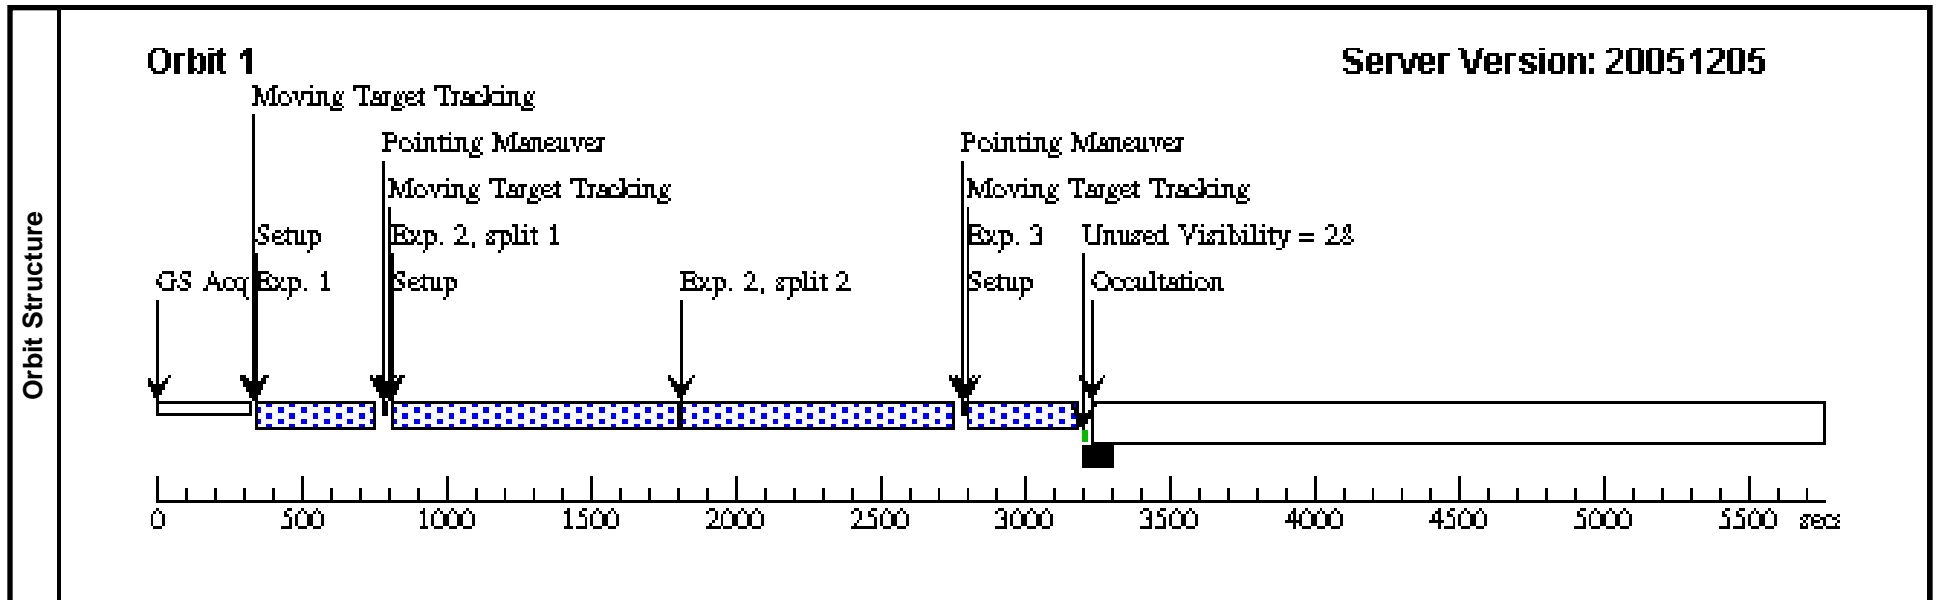 Orbit Structure
Orbit 1
Server Version: 20051205
Moving Target Tracking
Pointing Maneuver
Pointing Maneuver
Moving Target Tracking
Moving Target Tracking
Setup
Exp. 2, split 1
Exp. 3
Unused Visibility = 28
GS Acq
Exp. 1
Setup
Exp. 2, split 2
Setup
Occultation
0 500 1000 1500 2000 2500 3000 3500 4000 4500 5000 5500 secs